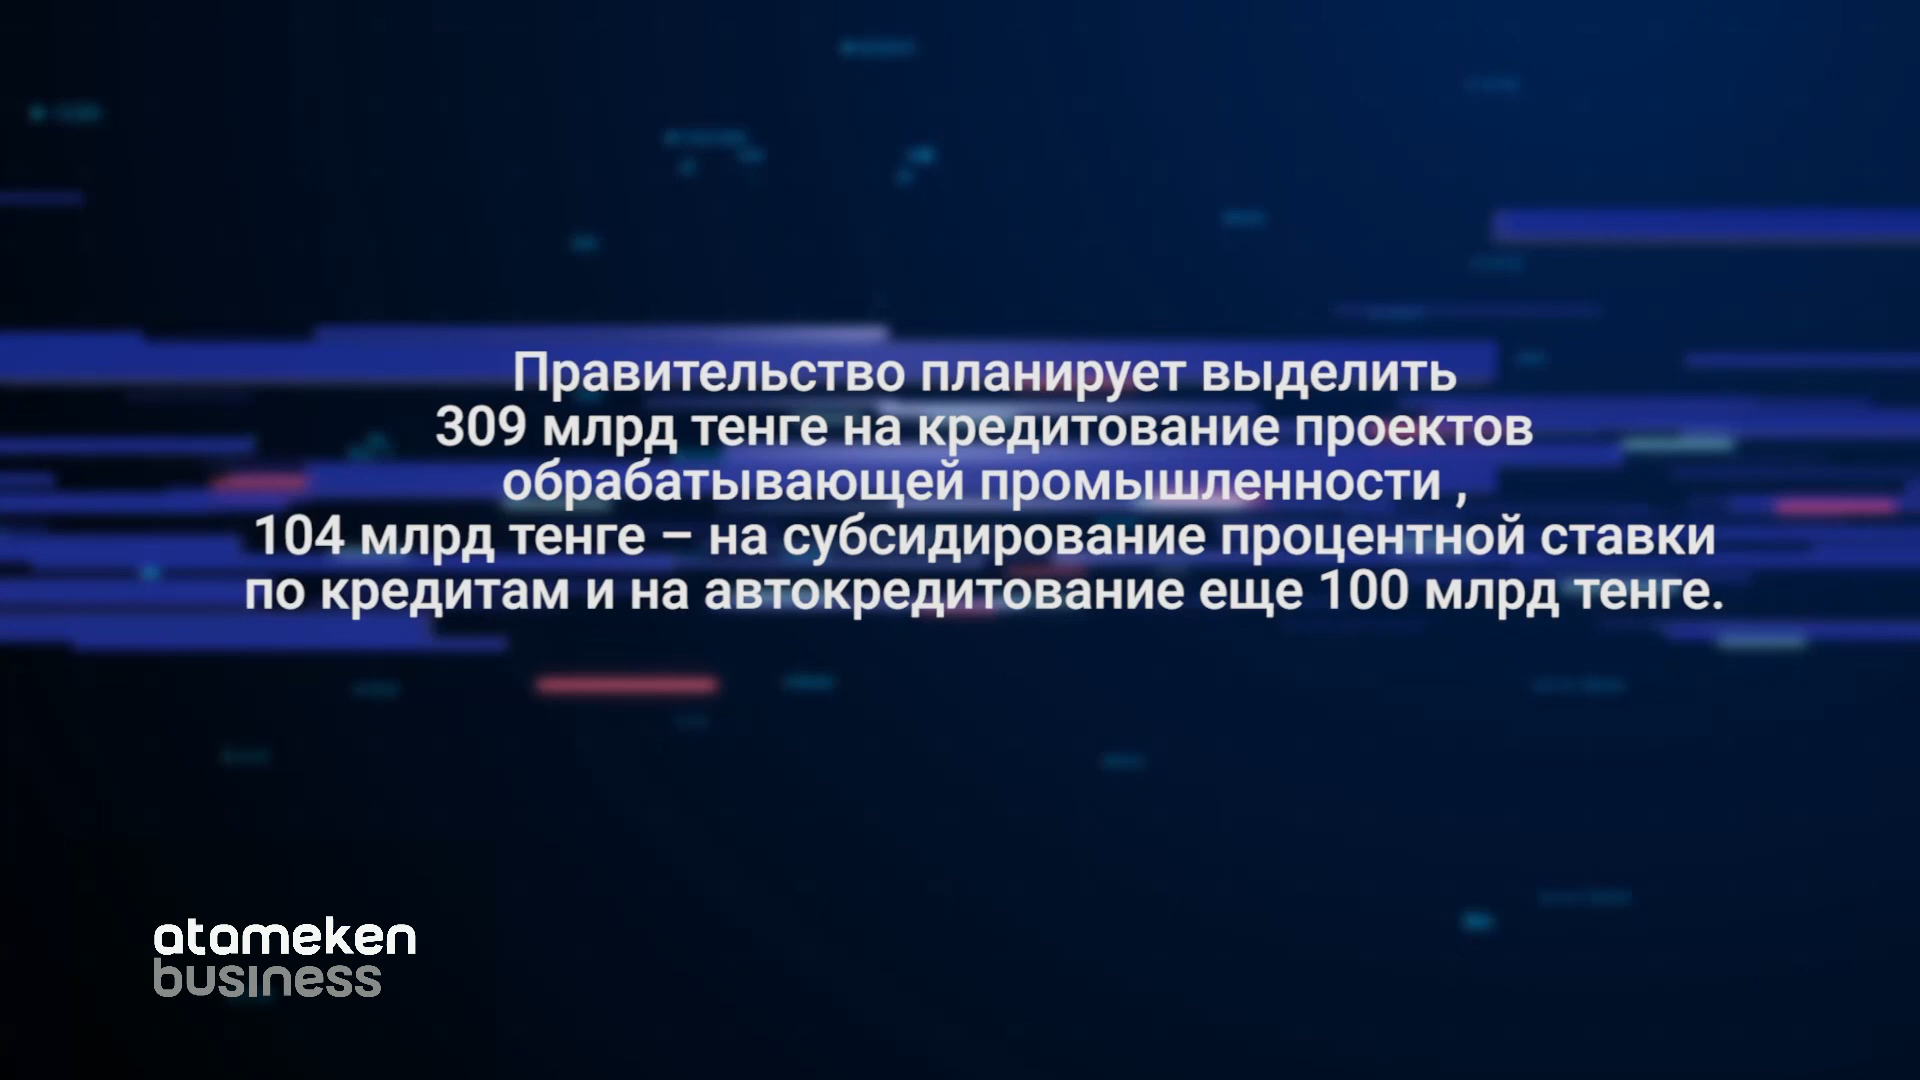 Правительство планирует выделить
309 млрд тенге на кредитование проектов
обрабатывающей промышленности ,
104 млрд тенге – на субсидирование процентной ставки
по кредитам и на автокредитование еще 100 млрд тенге.
atameken
business